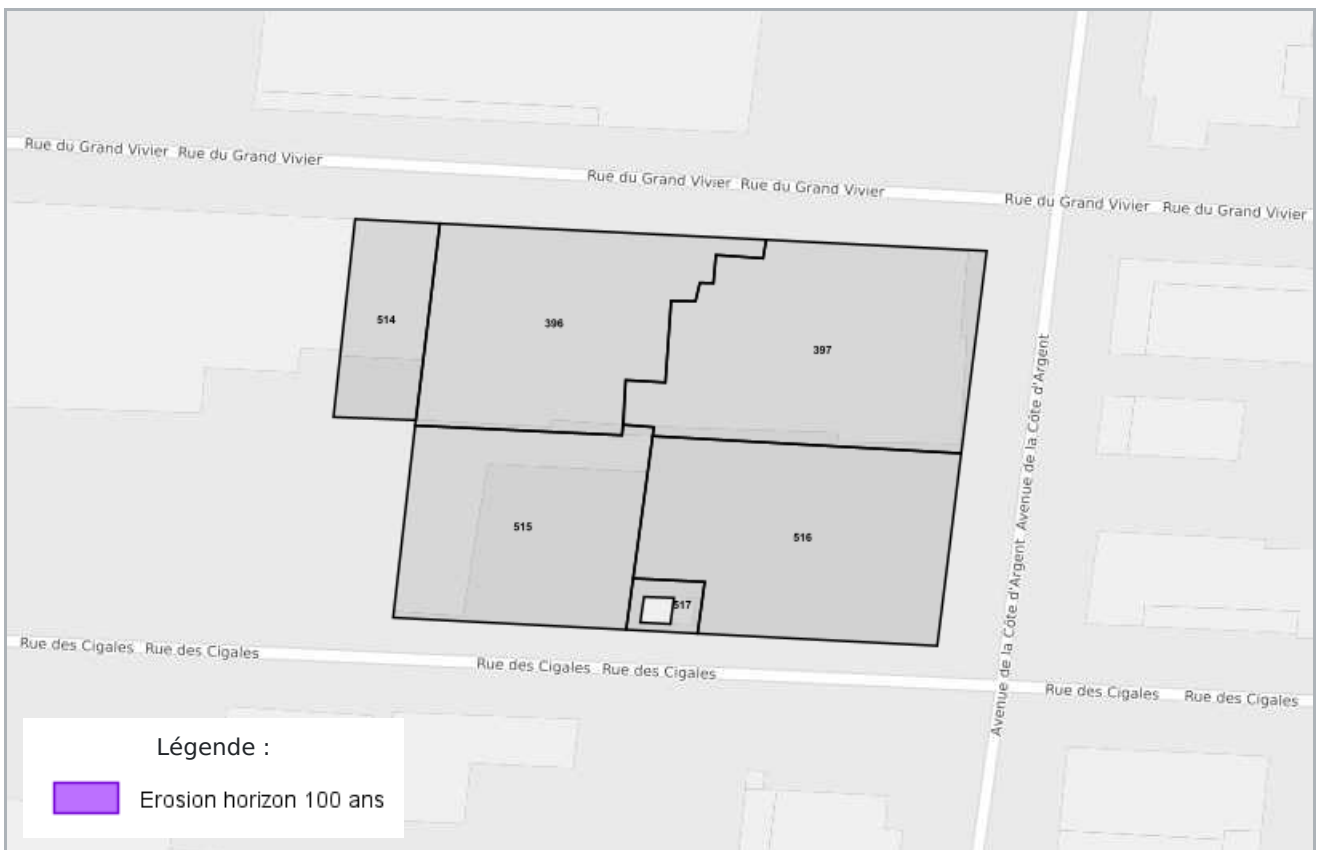 Rue du Grand Vivier Rue du Grand Vivier
Rue du Grand Vivier Rue du Grand Vivier
Rue du Grand Vivier Rue du Grand Vivier
514
396
397
Avenue de la Côte d'Argent Avenue de la Côte d'Argent
515
516
517
Rue des Cigales Rue des Cigales
Rue des Cigales Rue des Cigales
Rue des Cigales Rue des Cigales
Légende :
Erosion horizon 100 ans